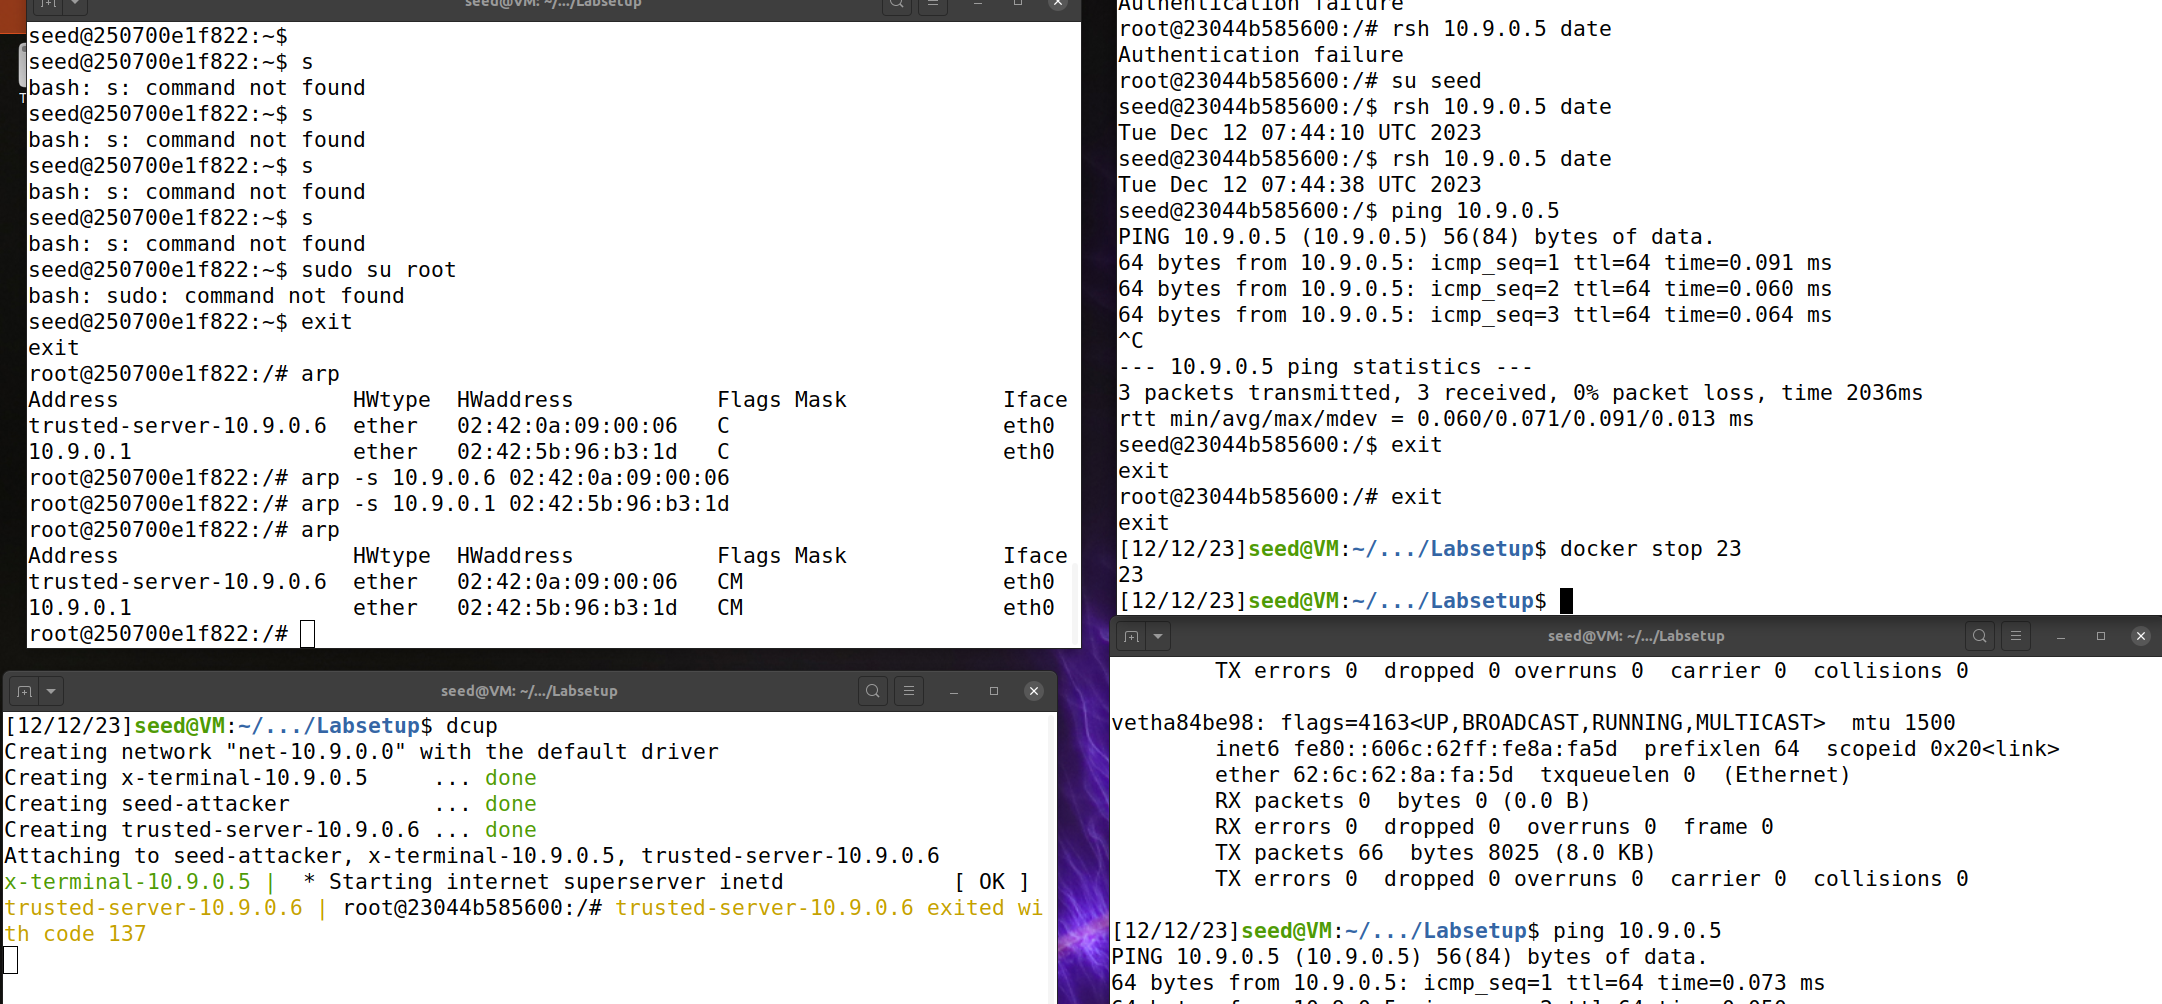 seed@VM: ~/.../Labsetup
seed@250700e1f822:~$
seed@250700e1f822:~$ s
bash: s: command not found
seed@250700e1f822:~$ s
bash: s: command not found
seed@250700e1f822:~$ s
bash: s: command not found
seed@250700e1f822:~$ s
bash: s: command not found
seed@250700e1f822:~$ sudo su root
bash: sudo: command not found
seed@250700e1f822:~$ exit
exit
root@250700e1f822:/# arp
Address                  HWtype  HWaddress           Flags Mask            Iface
trusted-server-10.9.0.6  ether   02:42:0a:09:00:06   C                     eth0
10.9.0.1                 ether   02:42:5b:96:b3:1d   C                     eth0
root@250700e1f822:/# arp -s 10.9.0.6 02:42:0a:09:00:06
root@250700e1f822:/# arp -s 10.9.0.1 02:42:5b:96:b3:1d
root@250700e1f822:/# arp
Address                  HWtype  HWaddress           Flags Mask            Iface
trusted-server-10.9.0.6  ether   02:42:0a:09:00:06   CM                    eth0
10.9.0.1                 ether   02:42:5b:96:b3:1d   CM                    eth0
root@250700e1f822:/#
Authentication failure
root@23044b585600:/# rsh 10.9.0.5 date
Authentication failure
root@23044b585600:/# su seed
seed@23044b585600:/$ rsh 10.9.0.5 date
Tue Dec 12 07:44:10 UTC 2023
seed@23044b585600:/$ rsh 10.9.0.5 date
Tue Dec 12 07:44:38 UTC 2023
seed@23044b585600:/$ ping 10.9.0.5
PING 10.9.0.5 (10.9.0.5) 56(84) bytes of data.
64 bytes from 10.9.0.5: icmp_seq=1 ttl=64 time=0.091 ms
64 bytes from 10.9.0.5: icmp_seq=2 ttl=64 time=0.060 ms
64 bytes from 10.9.0.5: icmp_seq=3 ttl=64 time=0.064 ms
^C
--- 10.9.0.5 ping statistics ---
3 packets transmitted, 3 received, 0% packet loss, time 2036ms
rtt min/avg/max/mdev = 0.060/0.071/0.091/0.013 ms
seed@23044b585600:/$ exit
exit
root@23044b585600:/# exit
exit
[12/12/23]seed@VM:~/.../Labsetup$ docker stop 23
23
[12/12/23]seed@VM:~/.../Labsetup$
seed@VM: ~/.../Labsetup
[12/12/23]seed@VM:~/.../Labsetup$ dcup
Creating network "net-10.9.0.0" with the default driver
Creating x-terminal-10.9.0.5     ... done
Creating seed-attacker           ... done
Creating trusted-server-10.9.0.6 ... done
Attaching to seed-attacker, x-terminal-10.9.0.5, trusted-server-10.9.0.6
x-terminal-10.9.0.5 |  * Starting internet superserver inetd             [ OK ]
trusted-server-10.9.0.6 | root@23044b585600:/# trusted-server-10.9.0.6 exited wi
th code 137
seed@VM: ~/.../Labsetup
        TX errors 0  dropped 0 overruns 0  carrier 0  collisions 0
vetha84be98: flags=4163<UP,BROADCAST,RUNNING,MULTICAST>  mtu 1500
        inet6 fe80::606c:62ff:fe8a:fa5d  prefixlen 64  scopeid 0x20<link>
        ether 62:6c:62:8a:fa:5d  txqueuelen 0  (Ethernet)
        RX packets 0  bytes 0 (0.0 B)
        RX errors 0  dropped 0  overruns 0  frame 0
        TX packets 66  bytes 8025 (8.0 KB)
        TX errors 0  dropped 0 overruns 0  carrier 0  collisions 0
[12/12/23]seed@VM:~/.../Labsetup$ ping 10.9.0.5
PING 10.9.0.5 (10.9.0.5) 56(84) bytes of data.
64 bytes from 10.9.0.5: icmp_seq=1 ttl=64 time=0.073 ms